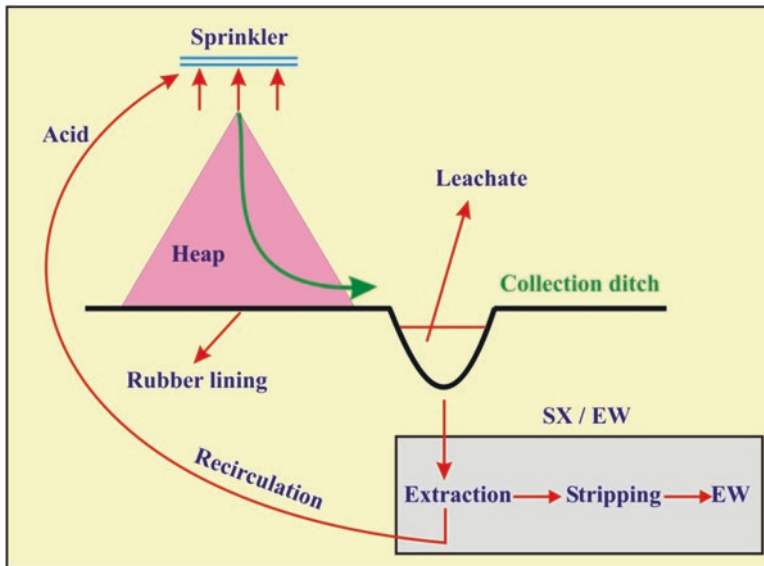 Sprinkler
Acid
Leachate
Heap
Collection ditch
Rubber lining
SX / EW
Recirculation
Extraction
Stripping
EW